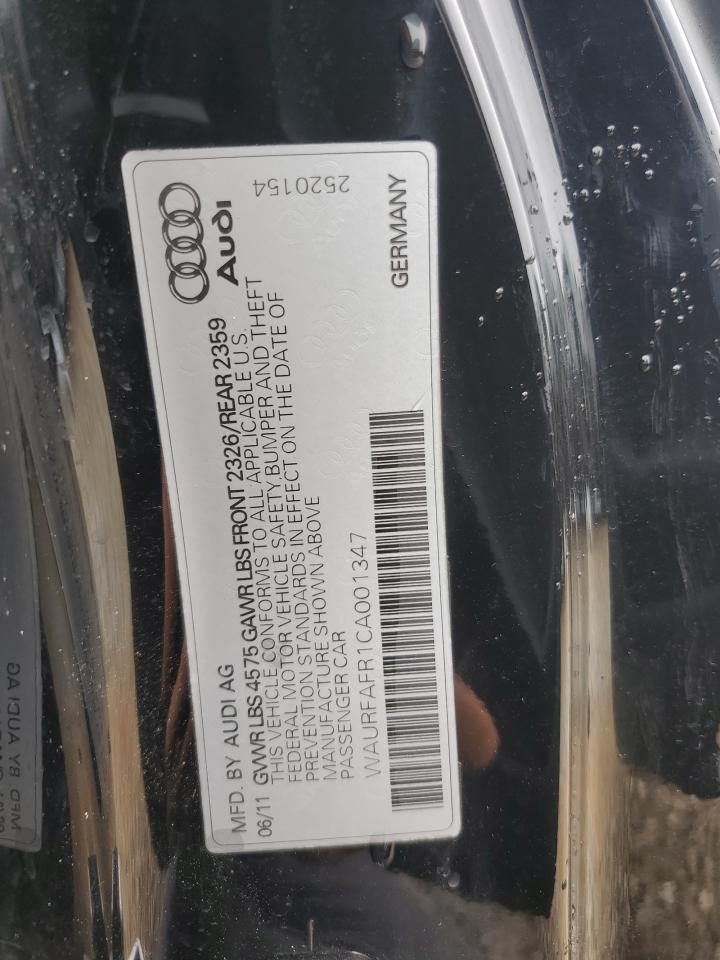 Audi
2520154
MFD. BY AUDI AG
06/11 GVWR LBS 4575 GAWR LBS FRONT 2326/REAR 2359
THIS VEHICLE CONFORMS TO ALL APPLICABLE U.S.
FEDERAL MOTOR VEHICLE SAFETY, BUMPER AND THEFT
PREVENTION STANDARDS IN EFFECT ON THE DATE OF
MANUFACTURE SHOWN ABOVE
PASSENGER CAR
WAURFAFR1CA001347
GERMANY